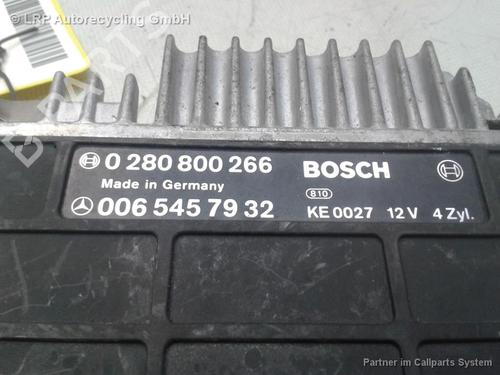 © LRP Autorecycling GmbH
B-PARTS
0 280 800 266 BOSCH
Made in Germany 810
006 545 79 32 KE 0027 12 V 4 Zyl.
Partner im Callparts System